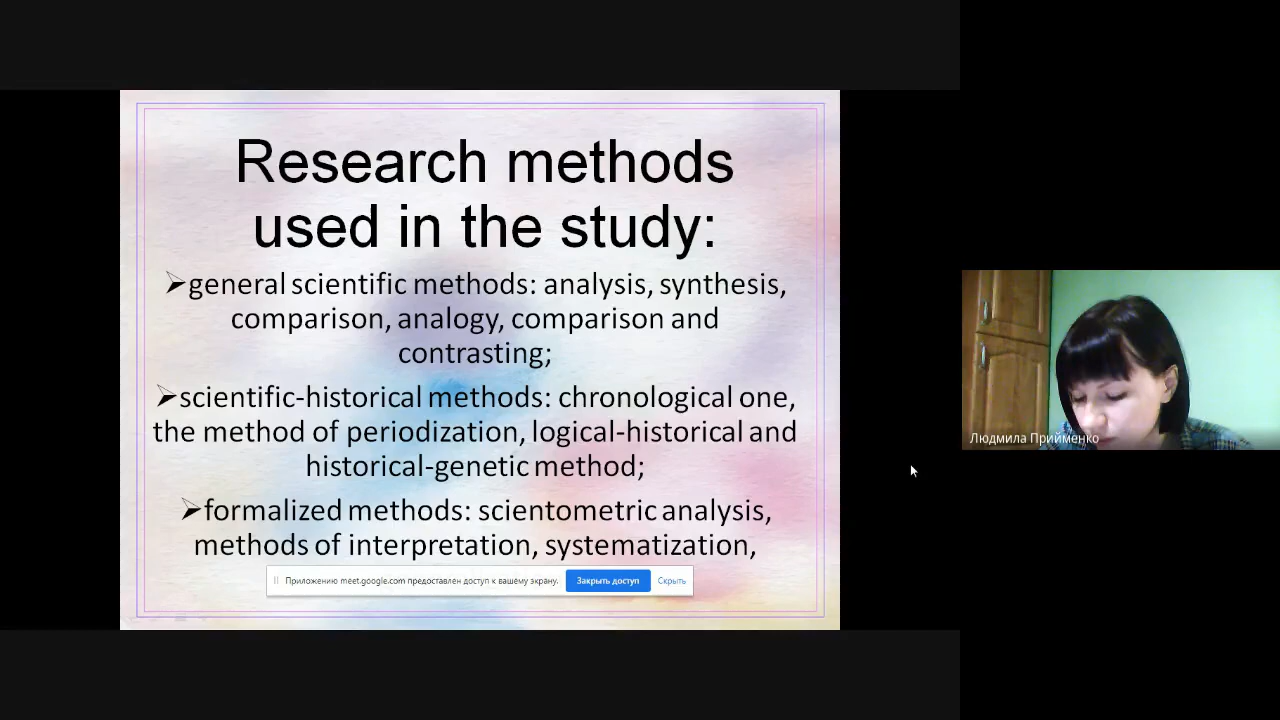 Research methods
used in the study:
➢general scientific methods: analysis, synthesis,
comparison, analogy, comparison and
contrasting;
➢scientific-historical methods: chronological one,
the method of periodization, logical-historical and
historical-genetic method;
➢formalized methods: scientometric analysis,
methods of interpretation, systematization,
Приложению meet.google.com предоставлен доступ к вашему экрану. Закрыть доступ Скрыть
Людмила Прийменко